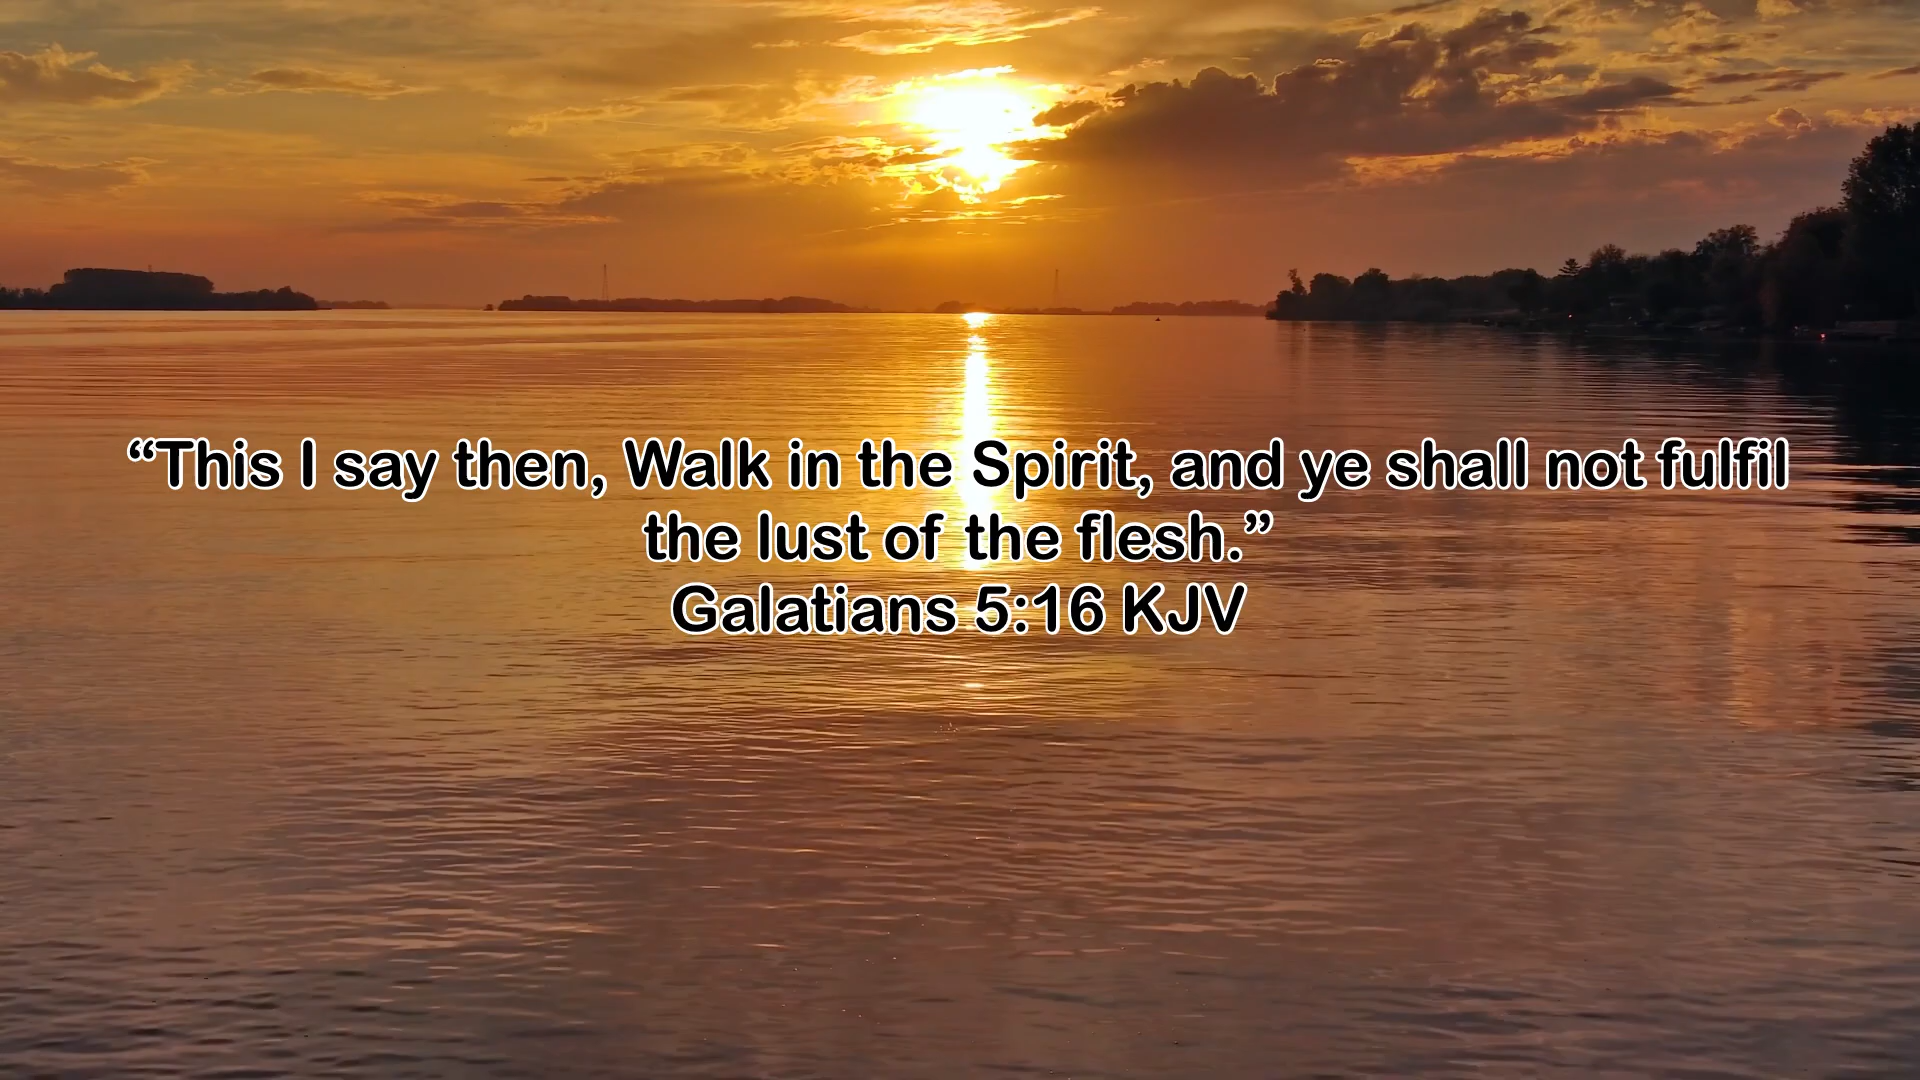 “This I say then, Walk in the Spirit, and ye shall not fulfil
the lust of the flesh.”
Galatians 5:16 KJV